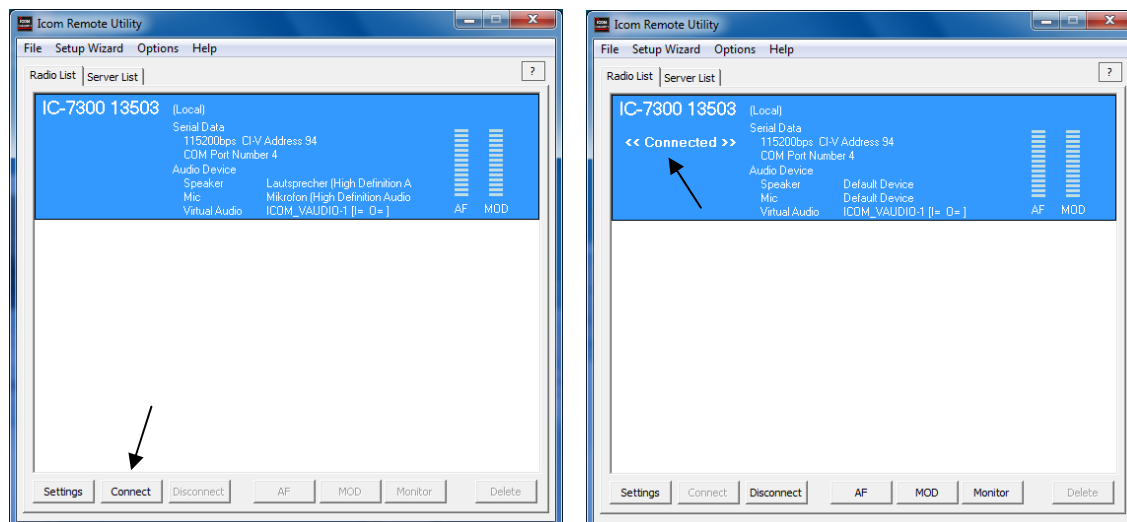 Icom Remote Utility
File Setup Wizard Options Help
Radio List Server List ?
IC-7300 13503 (Local)
Serial Data
115200bps CI-V Address 94
COM Port Number 4
Audio Device
Speaker Lautsprecher (High Definition A
Mic Mikrofon (High Definition Audio
Virtual Audio ICOM_VAUDIO-1 [I= O= ] AF MOD
Settings Connect Disconnect AF MOD Monitor Delete
Icom Remote Utility
File Setup Wizard Options Help
Radio List Server List ?
IC-7300 13503 (Local)
Serial Data
<< Connected >> 115200bps CI-V Address 94
COM Port Number 4
Audio Device
Speaker Default Device
Mic Default Device
Virtual Audio ICOM_VAUDIO-1 [I= O= ] AF MOD
Settings Connect Disconnect AF MOD Monitor Delete